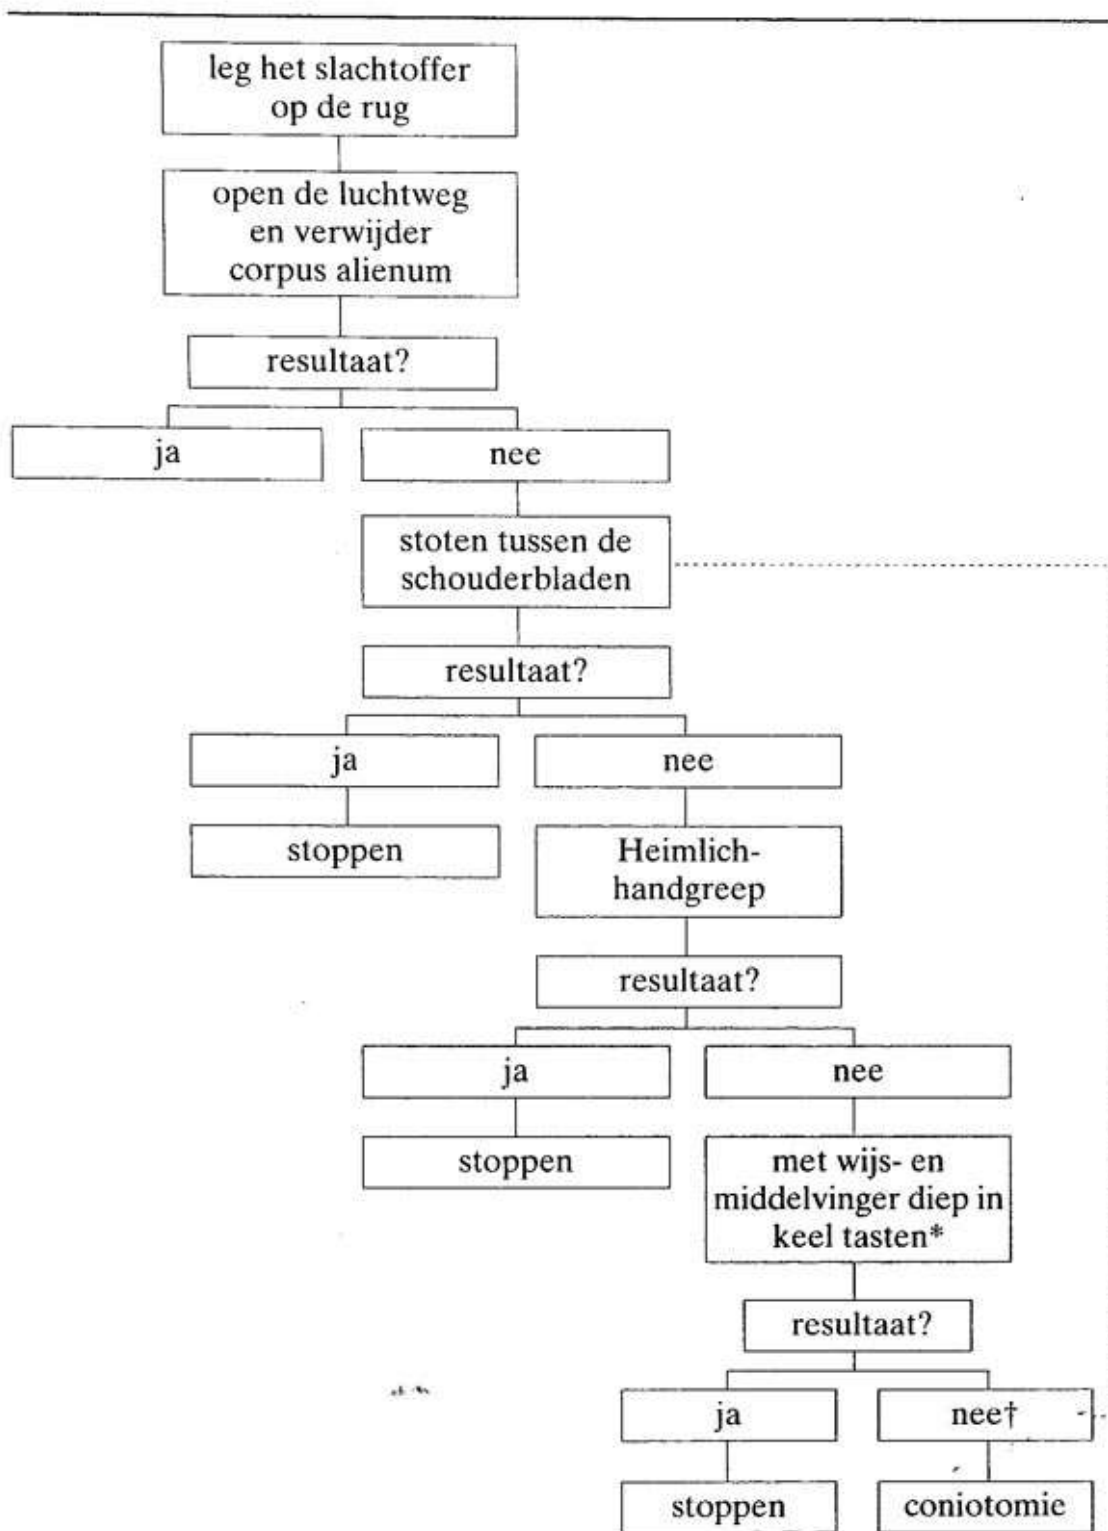 leg het slachtoffer
op de rug
open de luchtweg
en verwijder
corpus alienum
resultaat?
ja
nee
stoten tussen de
schouderbladen
resultaat?
ja
nee
stoppen
Heimlich-
handgreep
resultaat?
ja
nee
stoppen
met wijs- en
middelvinger diep in
keel tasten*
resultaat?
ja
nee†
stoppen
coniotomie